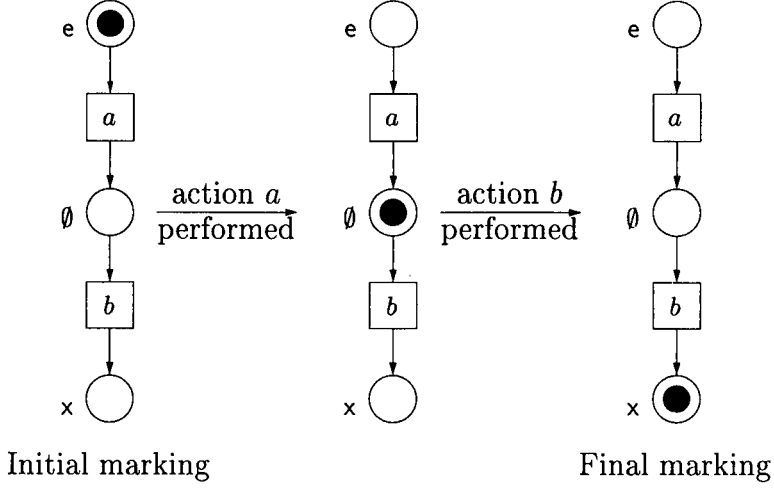 e e e
a a a
action a action b
∅ performed ∅ performed ∅
b b b
x x x
Initial marking Final marking